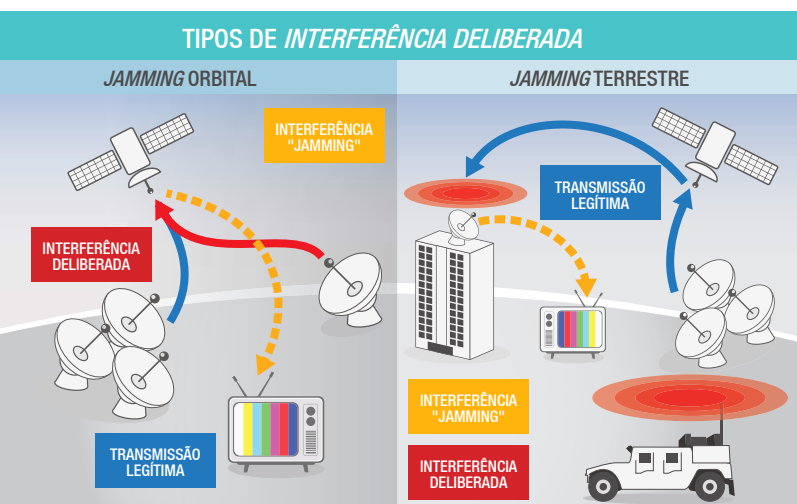 TIPOS DE INTERFERÊNCIA DELIBERADA
JAMMING ORBITAL
INTERFERÊNCIA
"JAMMING"
INTERFERÊNCIA
DELIBERADA
TRANSMISSÃO
LEGÍTIMA
JAMMING TERRESTRE
TRANSMISSÃO
LEGÍTIMA
INTERFERÊNCIA
"JAMMING"
INTERFERÊNCIA
DELIBERADA